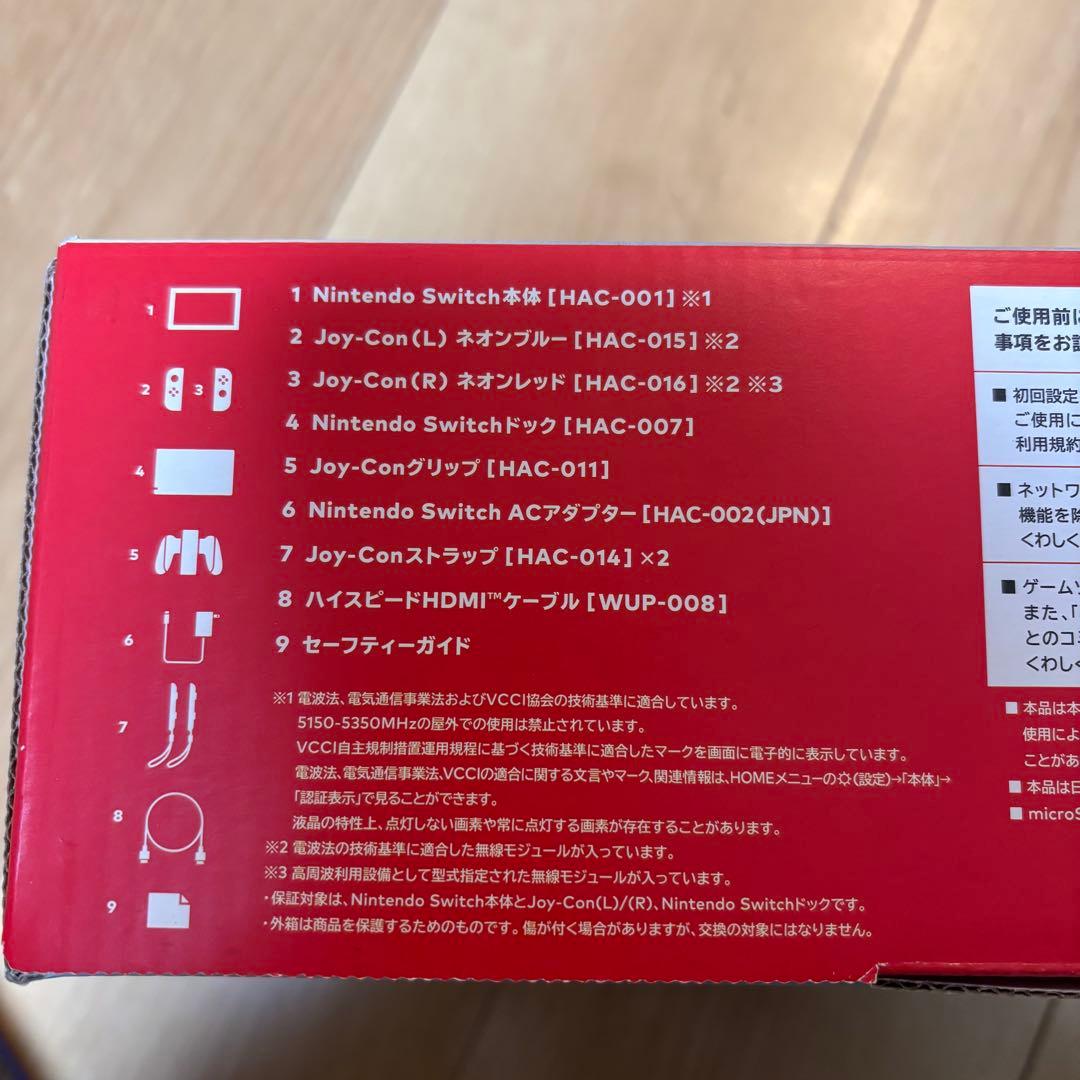 1 Nintendo Switch本体 [HAC-001] ※1
2 Joy-Con(L) ネオンブルー [HAC-015] ※2
3 Joy-Con(R) ネオンレッド [HAC-016] ※2 ※3
4 Nintendo Switchドック [HAC-007]
5 Joy-Conグリップ [HAC-011]
6 Nintendo Switch ACアダプター [HAC-002(JPN)]
7 Joy-Conストラップ [HAC-014] ×2
8 ハイスピードHDMI™ケーブル [WUP-008]
9 セーフティーガイド
1
2
3
4
5
6
7
8
9
※1 電波法、電気通信事業法およびVCCI協会の技術基準に適合しています。
5150-5350MHzの屋外での使用は禁止されています。
VCCI自主規制措置運用規程に基づく技術基準に適合したマークを画面に電子的に表示しています。
電波法、電気通信事業法、VCCIの適合に関する文言やマーク、関連情報は、HOMEメニューの(設定)→「本体」→
「認証表示」で見ることができます。
液晶の特性上、点灯しない画素や常に点灯する画素が存在することがあります。
※2 電波法の技術基準に適合した無線モジュールが入っています。
※3 高周波利用設備として型式指定された無線モジュールが入っています。
・保証対象は、Nintendo Switch本体とJoy-Con(L)/(R)、Nintendo Switchドックです。
・外箱は商品を保護するためのものです。傷が付く場合がありますが、交換の対象にはなりません。
ご使用前に
事項をお
■ 初回設定
ご使用に
利用規約
■ ネットワ
機能を除
くわしく
■ ゲームソ
また、「
とのコ
くわしく
■ 本品は本
使用によ
ことがあ
■ 本品は日
■ microS